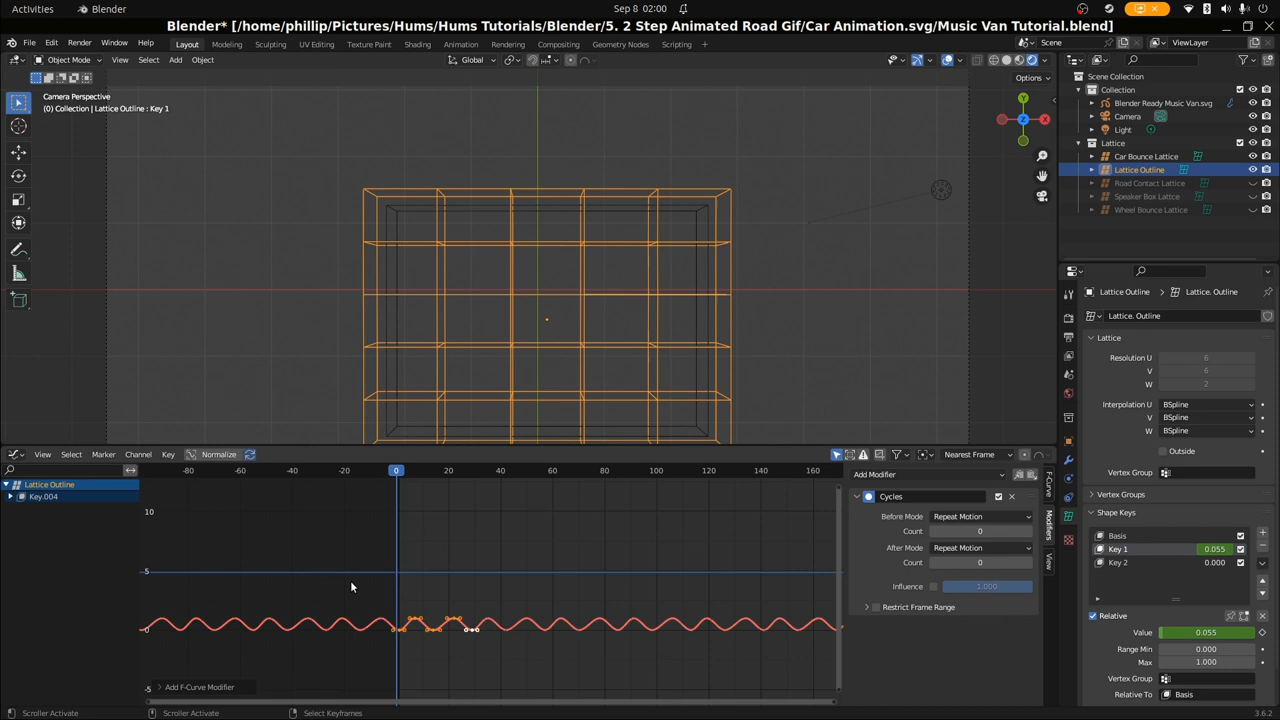 Activities Blender Sep 8 02:00
Blender* [/home/phillip/Pictures/Hums/Hums Tutorials/Blender/5. 2 Step Animated Road Gif/Car Animation.svg/Music Van Tutorial.blend]
File Edit Render Window Help Layout Modeling Sculpting UV Editing Texture Paint Shading Animation Rendering Compositing Geometry Nodes Scripting + Scene ViewLayer
Object Mode View Select Add Object Global
Options
Camera Perspective
(0) Collection | Lattice Outline : Key 1
Y
Z
X
Scene Collection
Collection
Blender Ready Music Van.svg
Camera
Light
Lattice
Car Bounce Lattice
Lattice Outline
Road Contact Lattice
Speaker Box Lattice
Wheel Bounce Lattice
Lattice Outline > Lattice. Outline
Lattice. Outline
Lattice
Resolution U 6
V 6
W 2
Interpolation U BSpline
V BSpline
W BSpline
Outside
Vertex Group
Vertex Groups
Shape Keys
Basis
Key 1 0.055
Key 2 0.000
Relative
Value 0.055
Range Min 0.000
Max 1.000
Vertex Group
Relative To Basis
View Select Marker Channel Key Normalize Nearest Frame
-80 -60 -40 -20 0 20 40 60 80 100 120 140 160
Lattice Outline
Key.004
10
5
0
-5
Add F-Curve Modifier
Add Modifier
Cycles
Before Mode Repeat Motion
Count 0
After Mode Repeat Motion
Count 0
Influence 1.000
Restrict Frame Range
F-Curve
Modifiers
View
Scroller Activate Scroller Activate Select Keyframes 3.6.2